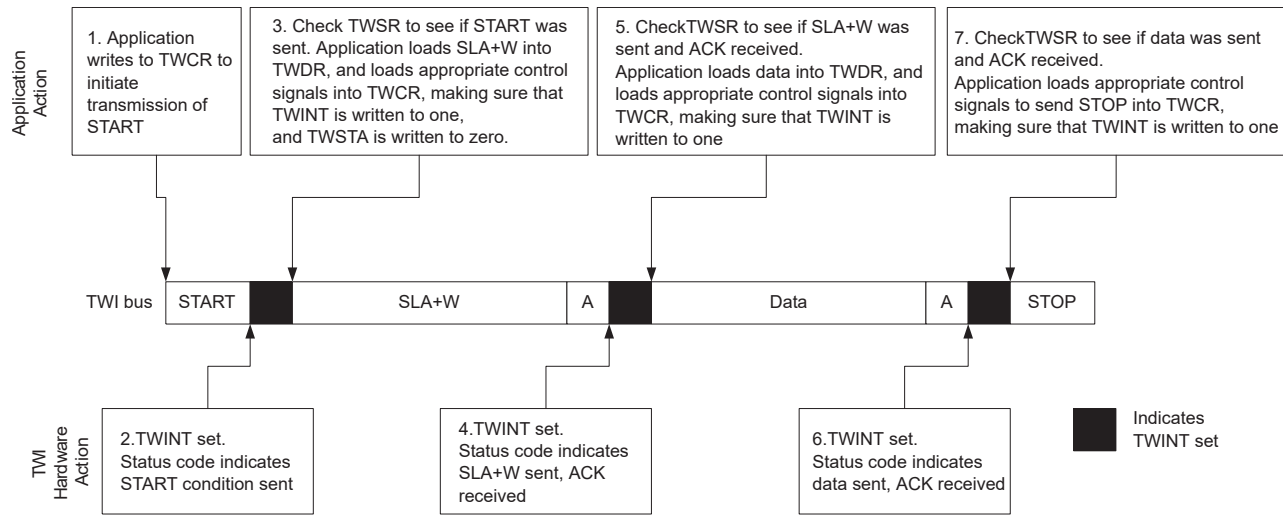 Application
Action
1. Application
writes to TWCR to
initiate
transmission of
START
3. Check TWSR to see if START was
sent. Application loads SLA+W into
TWDR, and loads appropriate control
signals into TWCR, making sure that
TWINT is written to one,
and TWSTA is written to zero.
5. CheckTWSR to see if SLA+W was
sent and ACK received.
Application loads data into TWDR, and
loads appropriate control signals into
TWCR, making sure that TWINT is
written to one
7. CheckTWSR to see if data was sent
and ACK received.
Application loads appropriate control
signals to send STOP into TWCR,
making sure that TWINT is written to one
TWI bus
START
SLA+W
A
Data
A
STOP
TWI
Hardware
Action
2.TWINT set.
Status code indicates
START condition sent
4.TWINT set.
Status code indicates
SLA+W sent, ACK
received
6.TWINT set.
Status code indicates
data sent, ACK received
Indicates
TWINT set